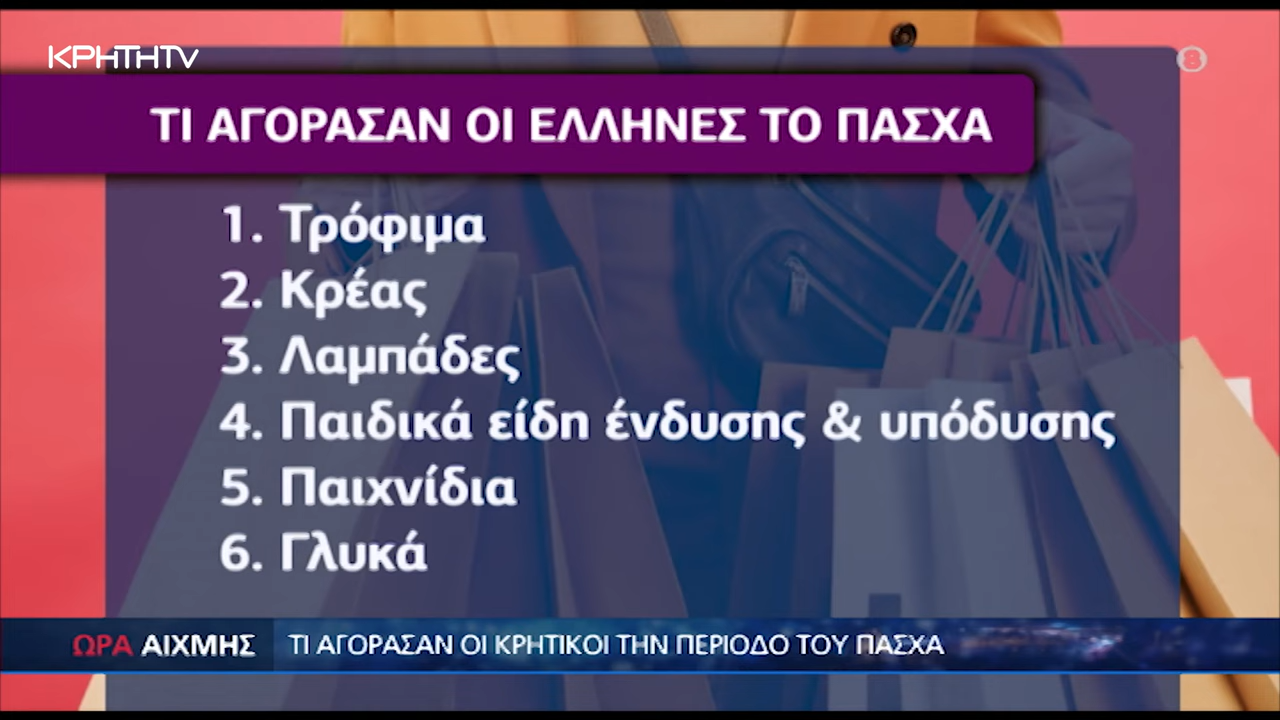 ΚΡΗΤΗTV
8
ΤΙ ΑΓΟΡΑΣΑΝ ΟΙ ΕΛΛΗΝΕΣ ΤΟ ΠΑΣΧΑ
1. Τρόφιμα
2. Κρέας
3. Λαμπάδες
4. Παιδικά είδη ένδυσης & υπόδυσης
5. Παιχνίδια
6. Γλυκά
ΩΡΑ ΑΙΧΜΗΣ ΤΙ ΑΓΟΡΑΣΑΝ ΟΙ ΚΡΗΤΙΚΟΙ ΤΗΝ ΠΕΡΙΟΔΟ ΤΟΥ ΠΑΣΧΑ